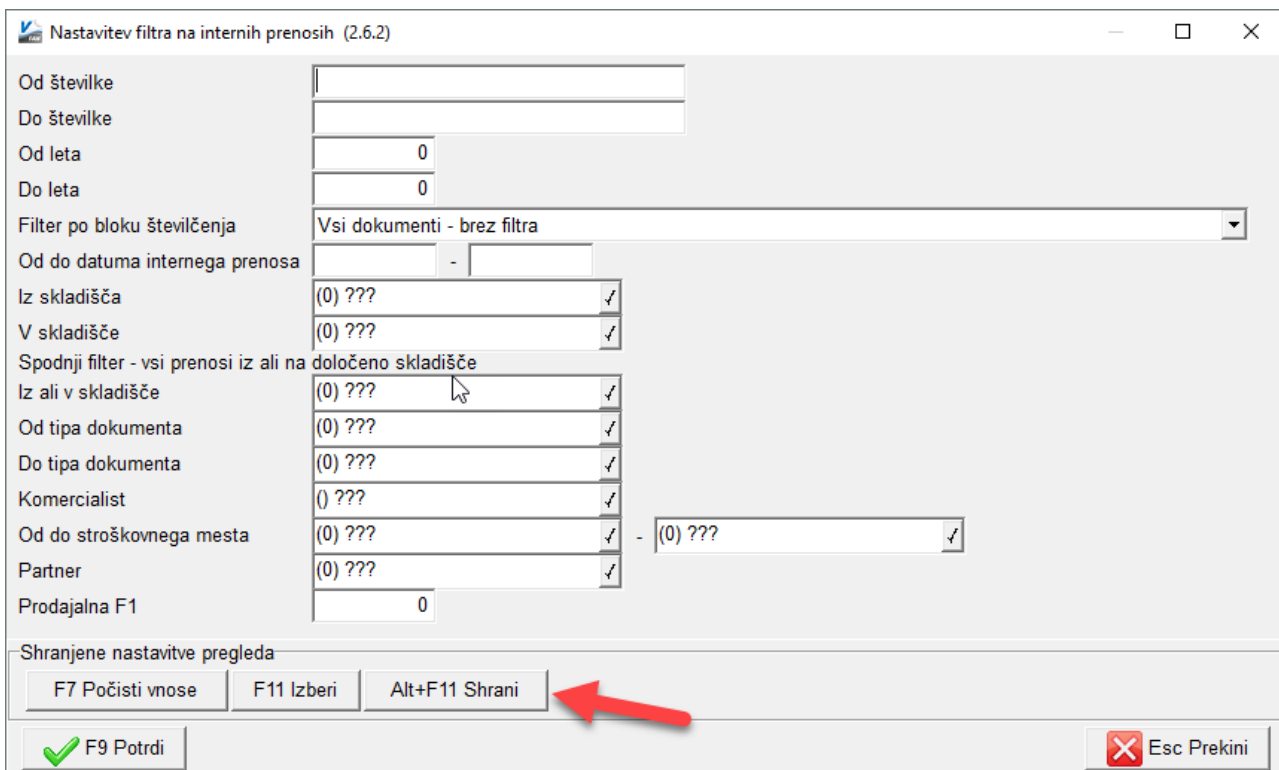 Nastavitev filtra na internih prenosih (2.6.2)
Od številke
Do številke
Od leta 0
Do leta 0
Filter po bloku številčenja Vsi dokumenti - brez filtra
Od do datuma internega prenosa -
Iz skladišča (0) ???
V skladišče (0) ???
Spodnji filter - vsi prenosi iz ali na določeno skladišče
Iz ali v skladišče (0) ???
Od tipa dokumenta (0) ???
Do tipa dokumenta (0) ???
Komercialist () ???
Od do stroškovnega mesta (0) ??? - (0) ???
Partner (0) ???
Prodajalna F1 0
Shranjene nastavitve pregleda
F7 Počisti vnose F11 Izberi Alt+F11 Shrani
F9 Potrdi Esc Prekini